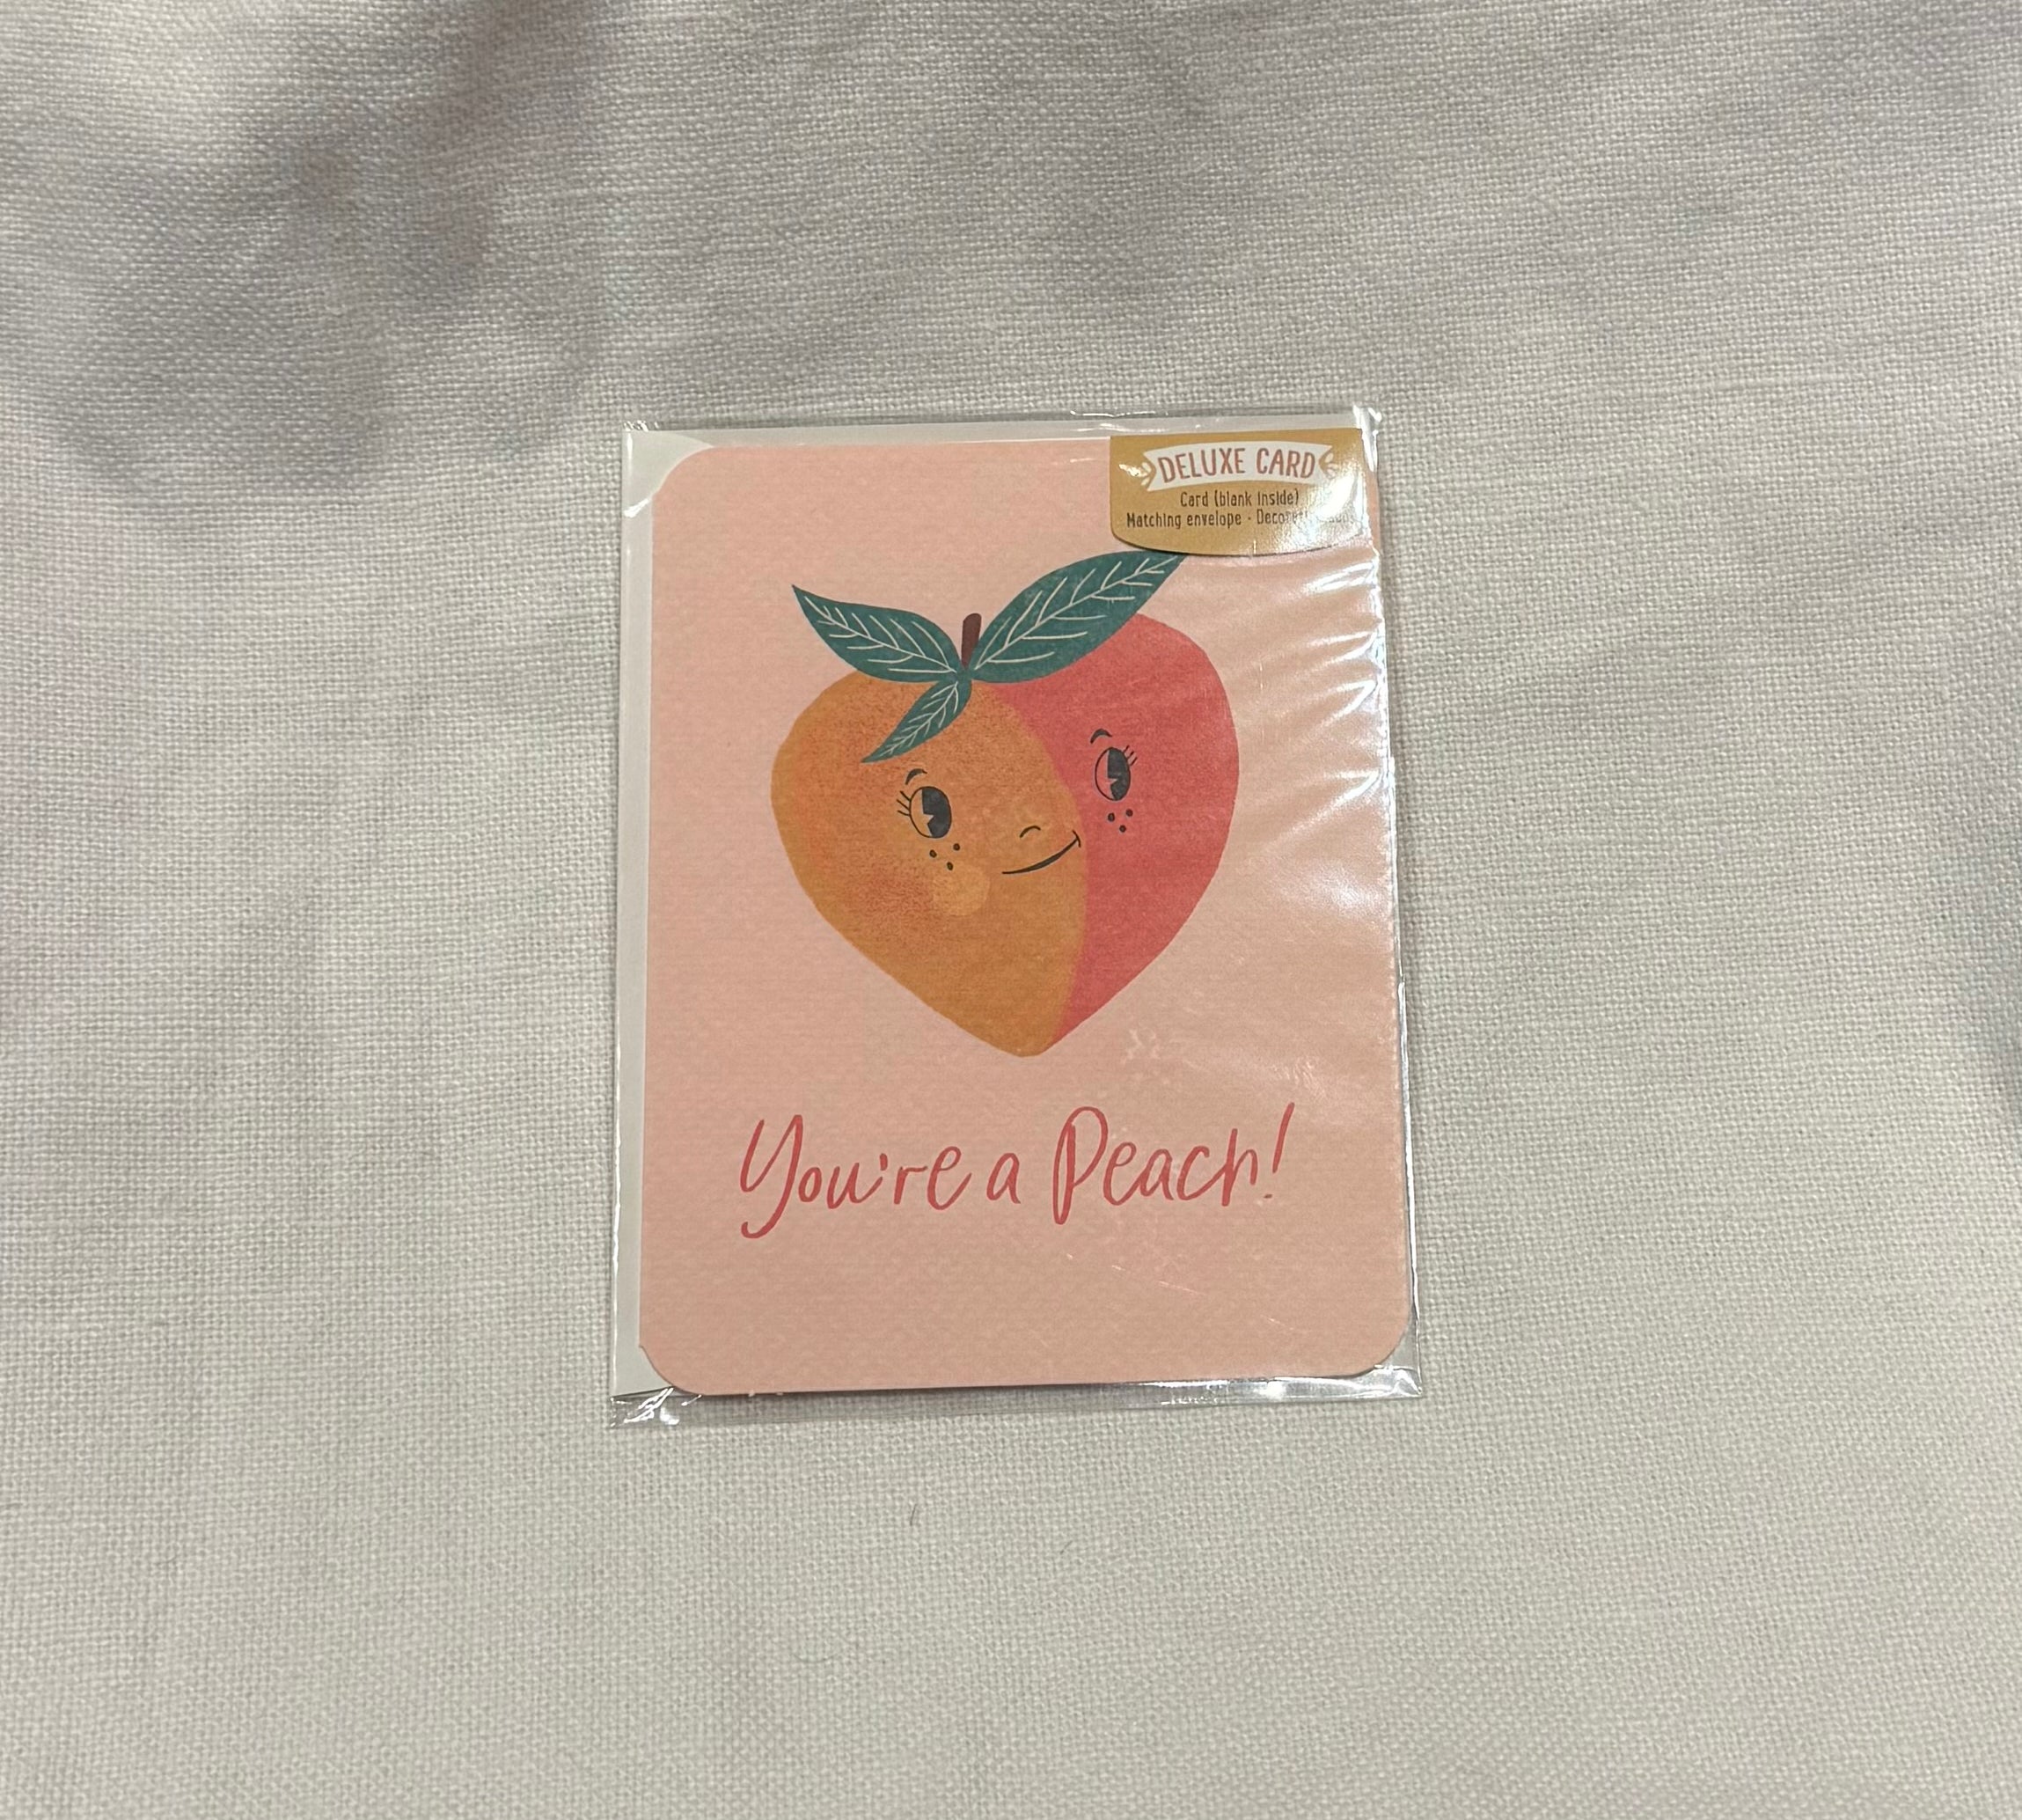 DELUXE CARD
Card (blank inside)
Matching envelope -
You're a Peach!